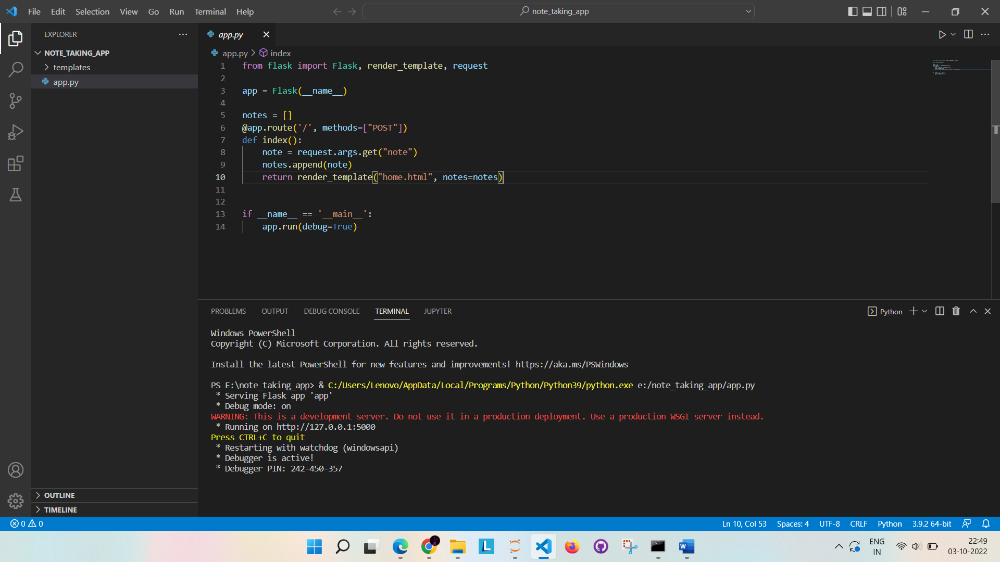 File Edit Selection View Go Run Terminal Help
note_taking_app
EXPLORER
NOTE_TAKING_APP
templates
app.py
app.py
app.py > index
1 from flask import Flask, render_template, request
2
3 app = Flask(__name__)
4
5 notes = []
6 @app.route('/', methods=["POST"])
7 def index():
8     note = request.args.get("note")
9     notes.append(note)
10     return render_template("home.html", notes=notes)
11
12
13 if __name__ == '__main__':
14     app.run(debug=True)
PROBLEMS OUTPUT DEBUG CONSOLE TERMINAL JUPYTER
Python
Windows PowerShell
Copyright (C) Microsoft Corporation. All rights reserved.
Install the latest PowerShell for new features and improvements! https://aka.ms/PSWindows
PS E:\note_taking_app> & C:/Users/Lenovo/AppData/Local/Programs/Python/Python39/python.exe e:/note_taking_app/app.py
* Serving Flask app 'app'
* Debug mode: on
WARNING: This is a development server. Do not use it in a production deployment. Use a production WSGI server instead.
* Running on http://127.0.0.1:5000
Press CTRL+C to quit
* Restarting with watchdog (windowsapi)
* Debugger is active!
* Debugger PIN: 242-450-357
OUTLINE
TIMELINE
0 0
Ln 10, Col 53 Spaces: 4 UTF-8 CRLF Python 3.9.2 64-bit
L
W
ENG
IN
22:49
03-10-2022